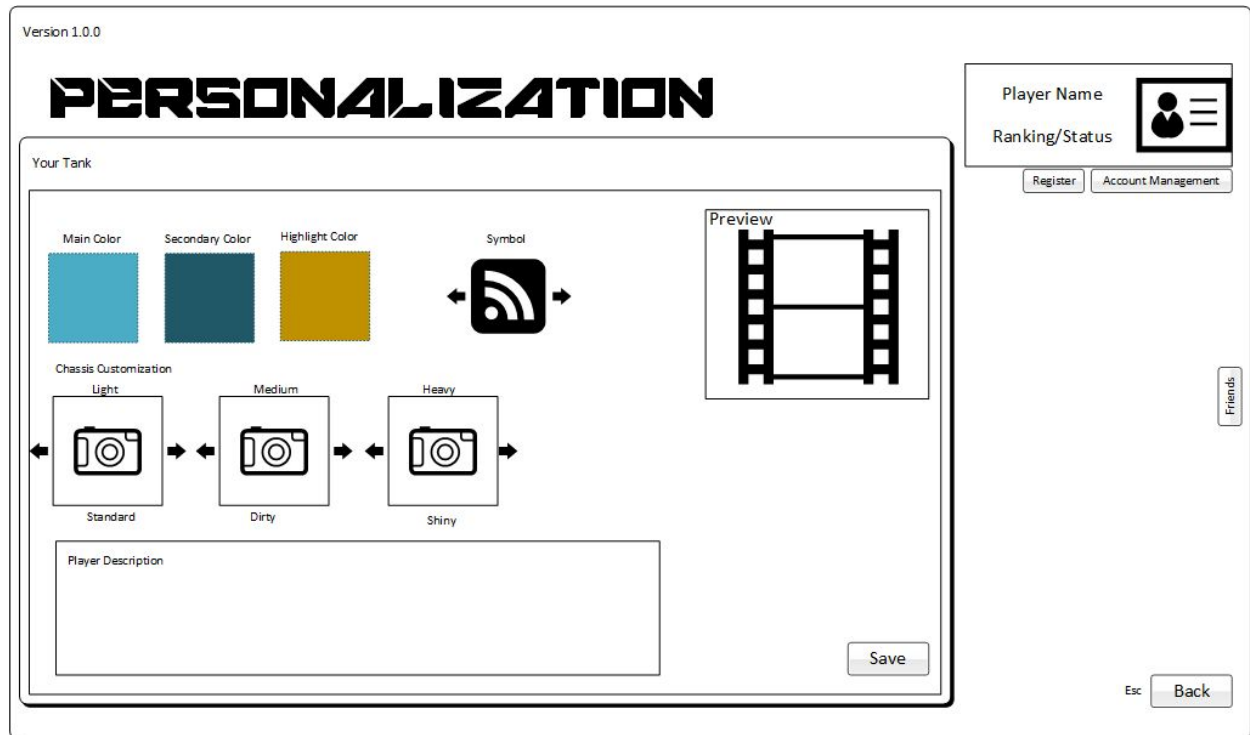 Version 1.0.0
PERSONALIZATION
Player Name
Ranking/Status
Register
Account Management
Your Tank
Main Color
Secondary Color
Highlight Color
Symbol
Preview
Chassis Customization
Light
Medium
Heavy
Standard
Dirty
Shiny
Player Description
Save
Friends
Esc
Back